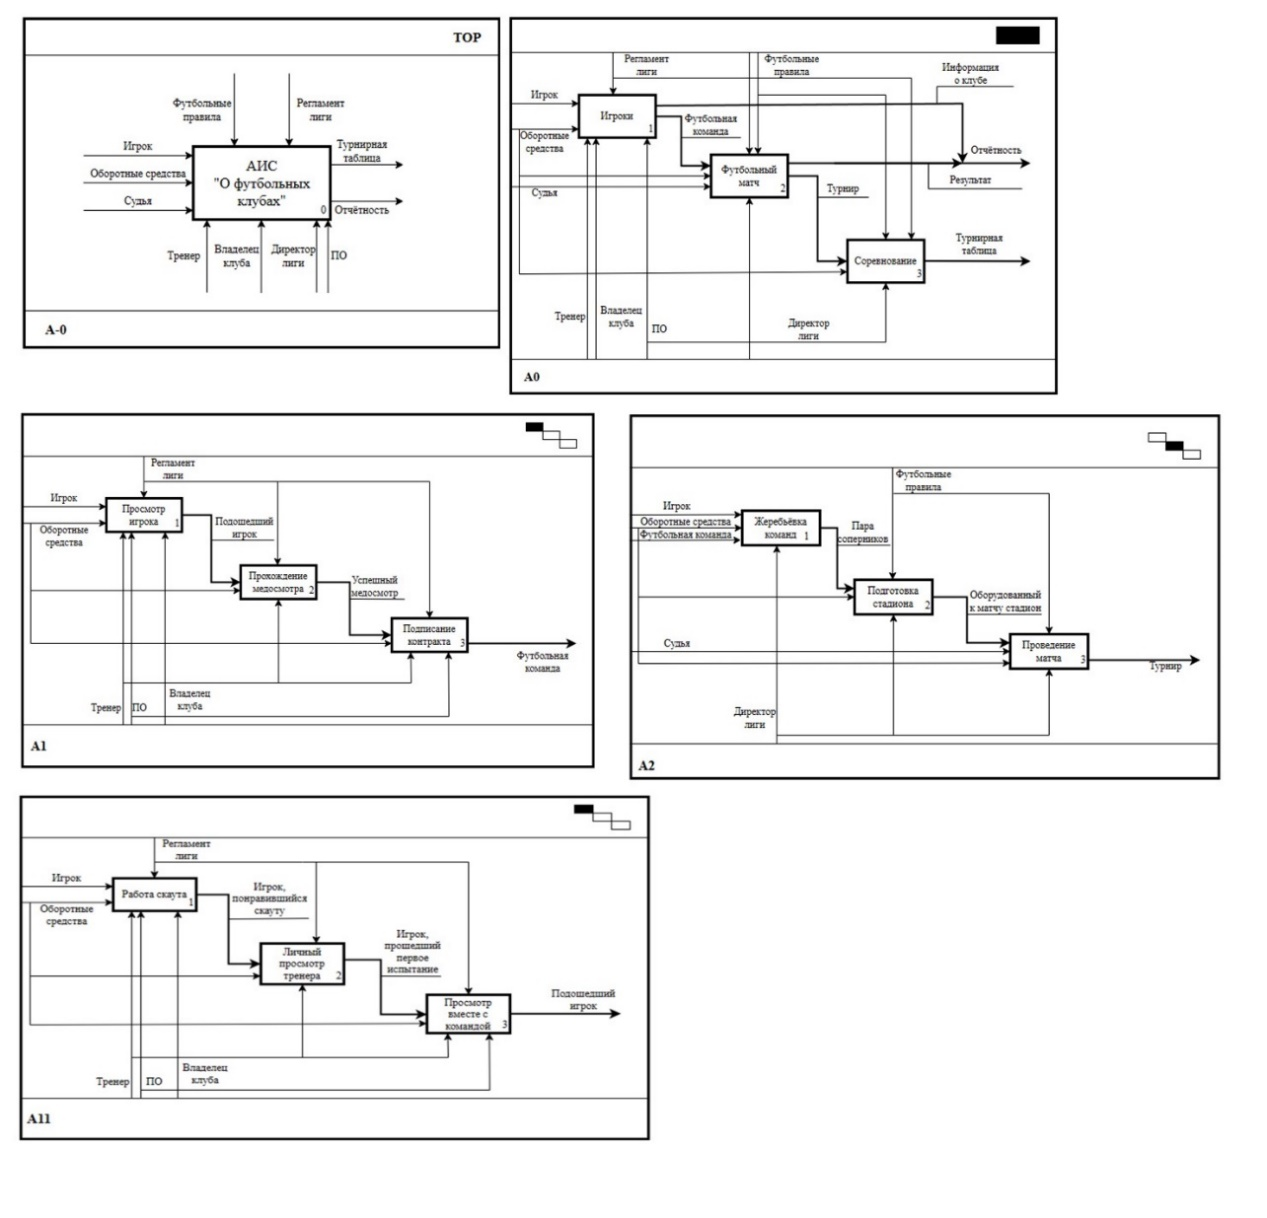 TOP
Футбольные
правила
Регламент
лиги
Игрок
Оборотные средства
Судья
АИС
"О футбольных
клубах"
0
Турнирная
таблица
Отчётность
Тренер
Владелец
клуба
Директор
лиги
ПО
A-0
Регламент
лиги
Футбольные
правила
Информация
о клубе
Игрок
Оборотные
средства
Судья
Игроки
1
Футбольная
команда
Футбольный
матч
2
Отчётность
Результат
Турнир
Соревнование
3
Турнирная
таблица
Тренер
Владелец
клуба
ПО
Директор
лиги
A0
Регламент
лиги
Игрок
Оборотные
средства
Просмотр
игрока 1
Подошедший
игрок
Прохождение
медосмотра 2
Успешный
медосмотр
Подписание
контракта 3
Футбольная
команда
Тренер
ПО
Владелец
клуба
A1
Футбольные
правила
Игрок
Оборотные средства
Футбольная команда
Жеребьёвка
команд 1
Пара
соперников
Подготовка
стадиона 2
Оборудованный
к матчу стадион
Судья
Проведение
матча 3
Турнир
Директор
лиги
A2
Регламент
лиги
Игрок
Оборотные
средства
Работа скаута
1
Игрок,
понравившийся
скауту
Личный
просмотр
тренера 2
Игрок,
прошедший
первое
испытание
Просмотр
вместе с
командой 3
Подошедший
игрок
Тренер
ПО
Владелец
клуба
A11